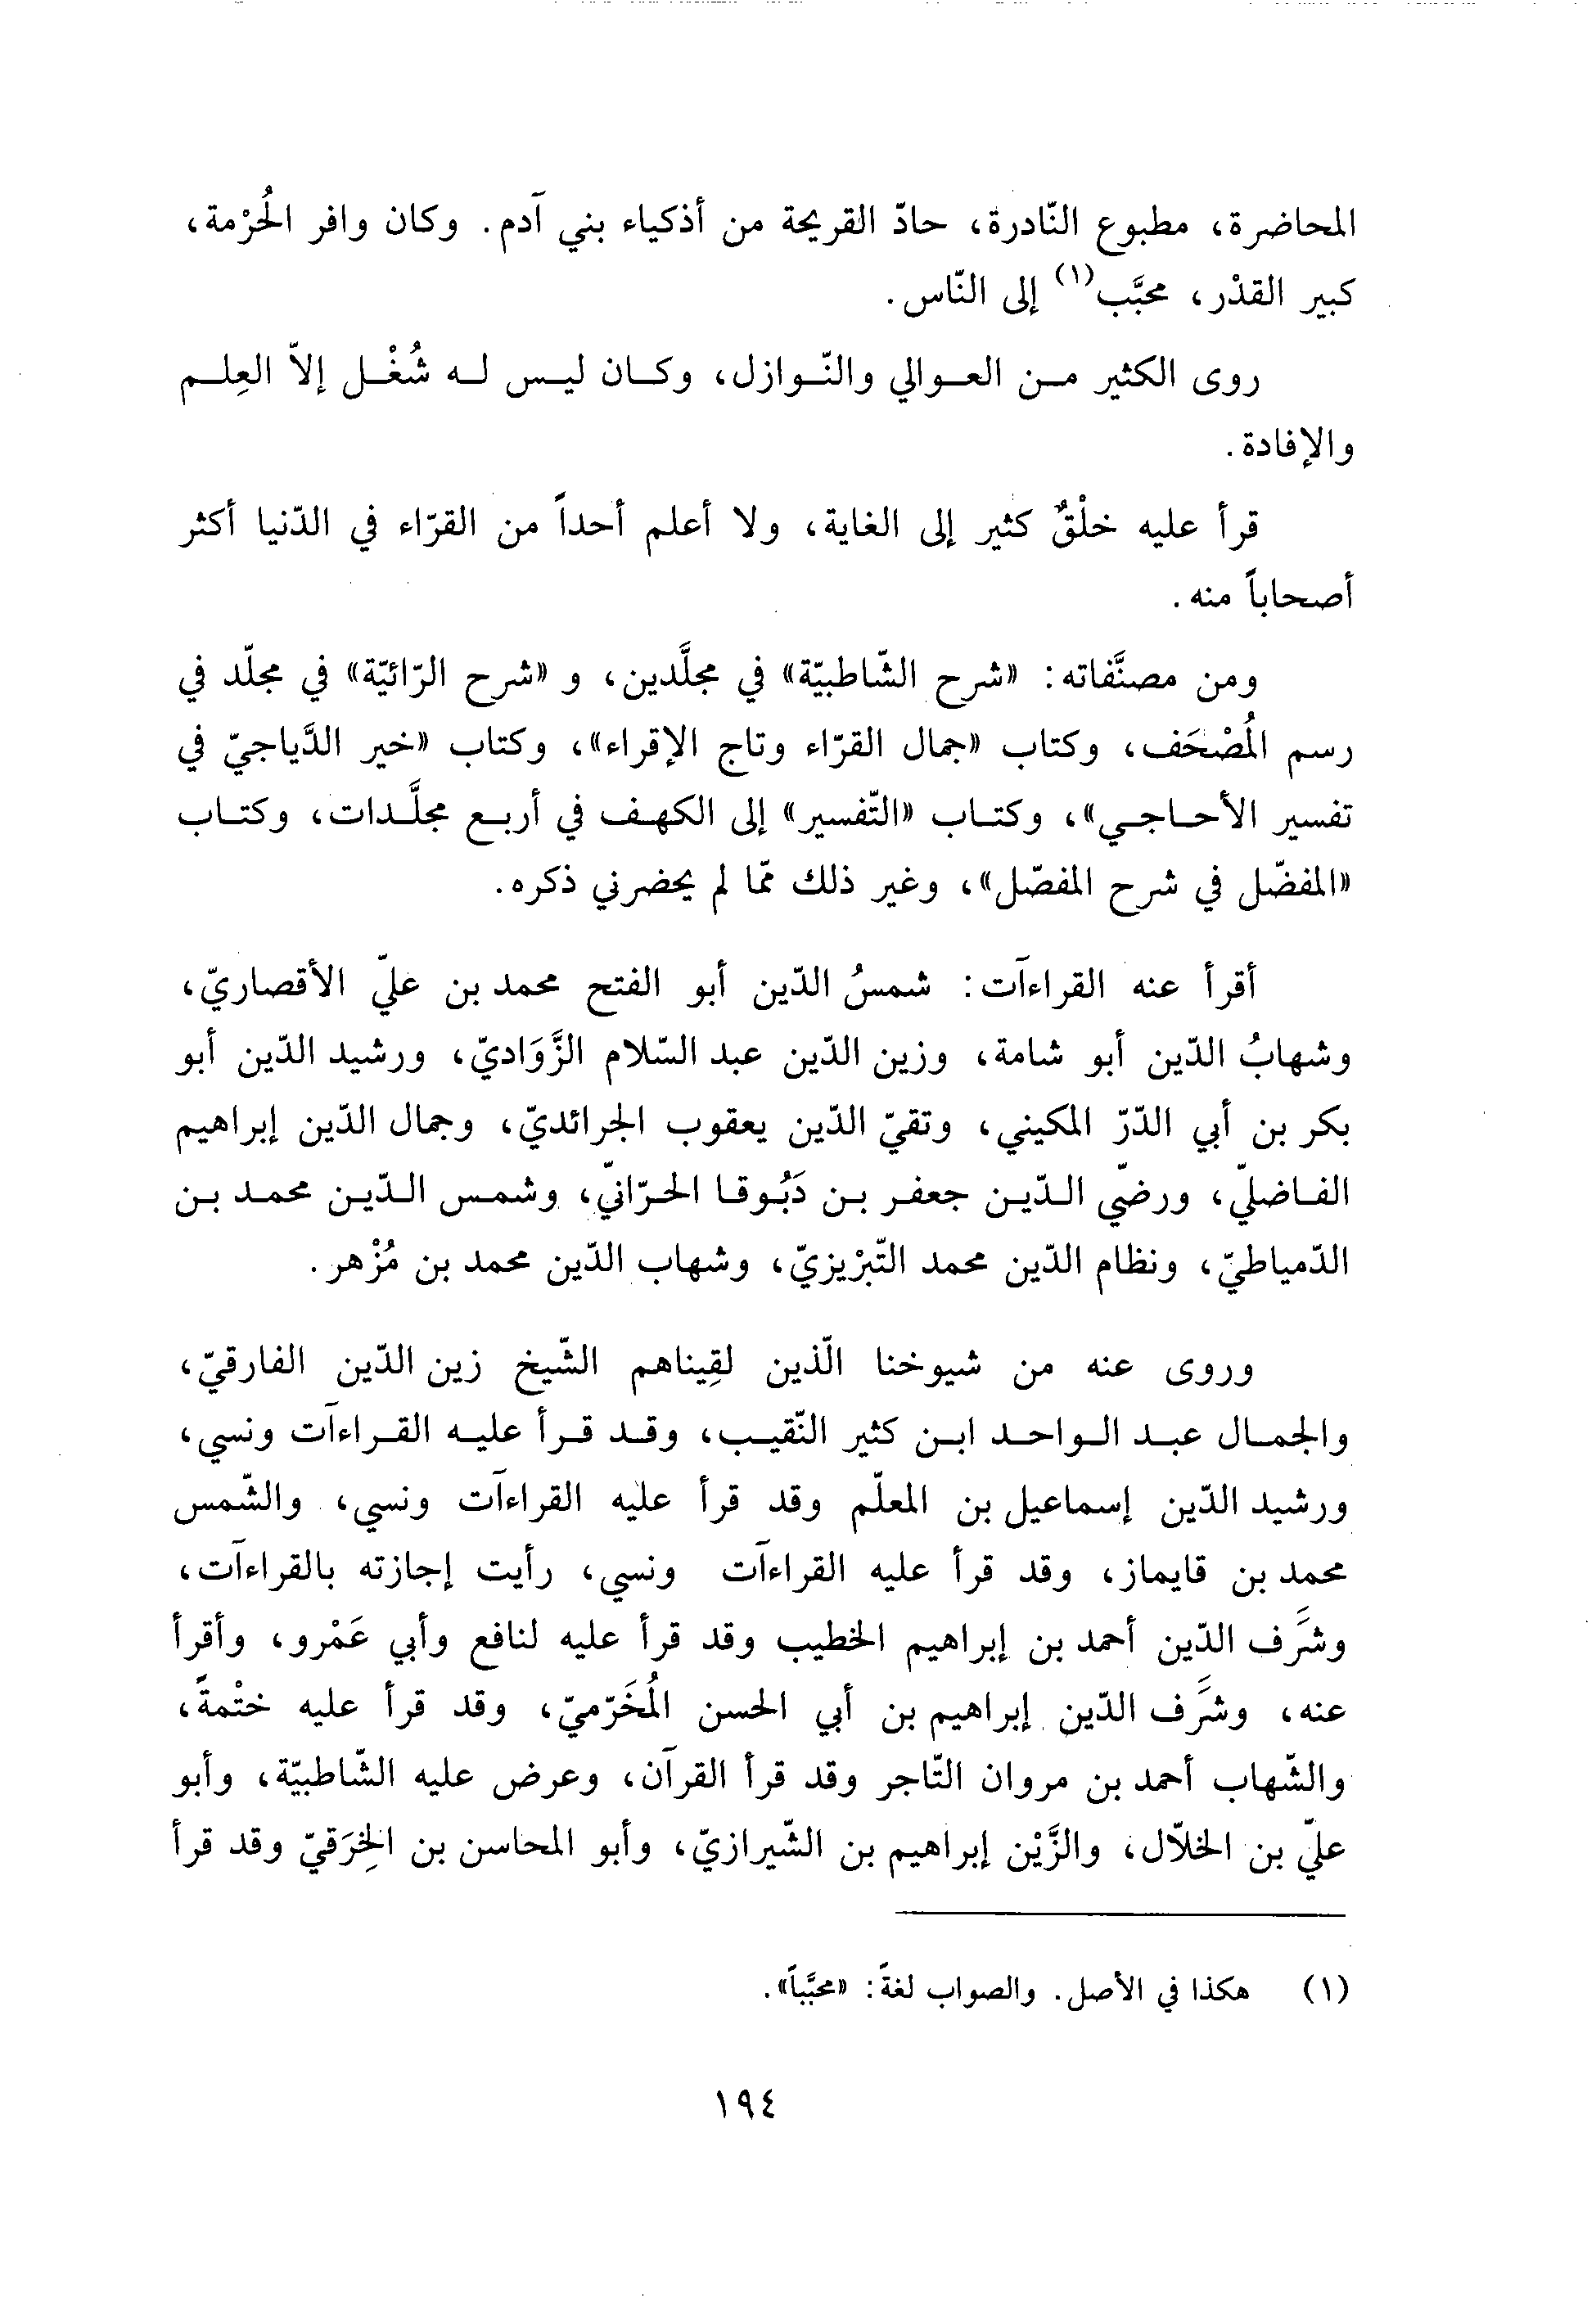 المحاضرة، مطبوع النّادرة، حادّ القريحة من أذكياء بني آدم. وكان وافر الحُرْمة،
كبير القدْر، محبَّب(١) إلى النّاس.
روى الكثير من العوالي والنّوازل، وكان ليس له شُغْل إلاّ العِلم
والإفادة.
قرأ عليه خلْقٌ كثير إلى الغاية، ولا أعلم أحداً من القرّاء في الدّنيا أكثر
أصحاباً منه.
ومن مصنَّفاته: «شرح الشّاطبيّة» في مجلَّدين، و «شرح الرّائيّة» في مجلّد في
رسم المُصْحَف، وكتاب «جمال القرّاء وتاج الإقراء»، وكتاب «خير الدَّياجيّ في
تفسير الأحاجي»، وكتاب «التّفسير» إلى الكهف في أربع مجلَّدات، وكتاب
«المفضّل في شرح المفصّل»، وغير ذلك ممّا لم يحضرني ذكره.
أقرأ عنه القراءآت: شمسُ الدّين أبو الفتح محمد بن عليّ الأقصاريّ،
وشهابُ الدّين أبو شامة، وزين الدّين عبد السّلام الزَّوَاديّ، ورشيد الدّين أبو
بكر بن أبي الدّرّ المكيني، وتقيّ الدّين يعقوب الجرائديّ، وجمال الدّين إبراهيم
الفاضليّ، ورضّي الدّين جعفر بن دَبُوقا الحرّانيّ، وشمس الدّين محمد بن
الدّمياطيّ، ونظام الدّين محمد التّبرْيزيّ، وشهاب الدّين محمد بن مُزْهر.
وروى عنه من شيوخنا الّذين لقِيناهم الشّيخ زين الدّين الفارقيّ،
والجمال عبد الواحد ابن كثير النّقيب، وقد قرأ عليه القراءآت ونسي،
ورشيد الدّين إسماعيل بن المعلّم وقد قرأ عليه القراءآت ونسي، والشّمس
محمد بن قايماز، وقد قرأ عليه القراءآت ونسي، رأيت إجازته بالقراءآت،
وشَرَف الدّين أحمد بن إبراهيم الخطيب وقد قرأ عليه لنافع وأبي عَمْرو، وأقرأ
عنه، وشَرَف الدّين إبراهيم بن أبي الحسن المُخَرّميّ، وقد قرأ عليه ختْمةً،
والشّهاب أحمد بن مروان التّاجر وقد قرأ القرآن، وعرض عليه الشّاطبيّة، وأبو
عليّ بن الخلاّل، والزَّيْن إبراهيم بن الشّيرازيّ، وأبو المحاسن بن الخِرَقيّ وقد قرأ
(١) هكذا في الأصل. والصواب لغةً: «محبَّباً».
١٩٤